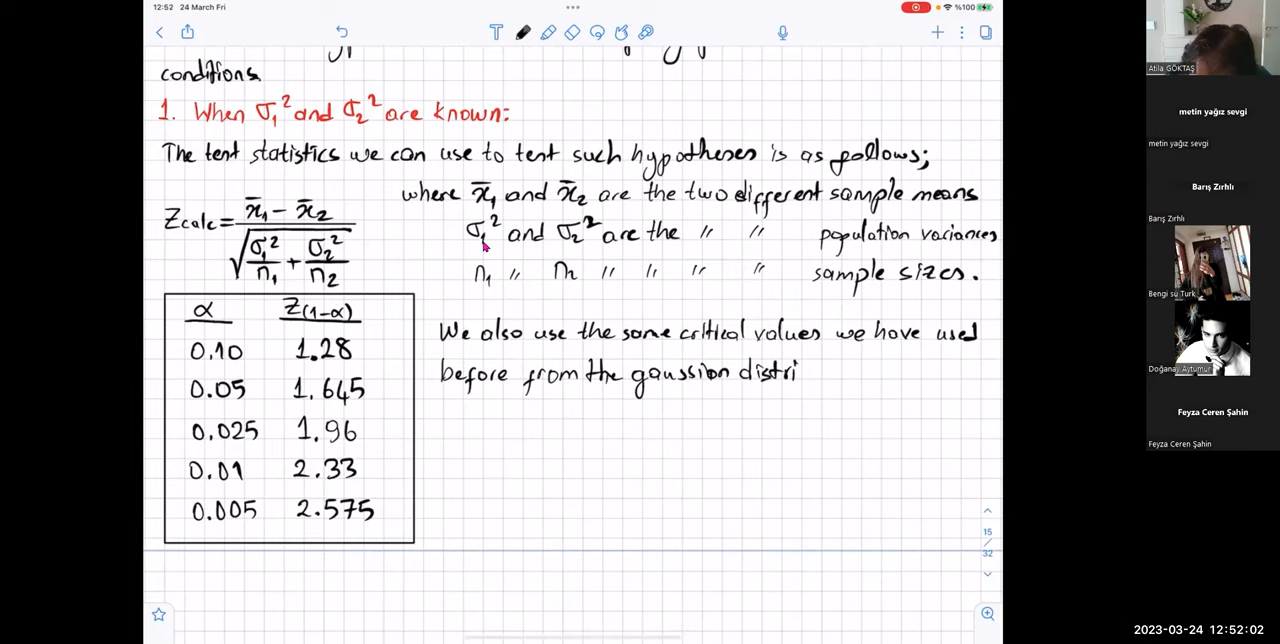 12:52 24 March Fri
%100
conditions.
1. When σ₁² and σ₂² are known:
The test statistics we can use to test such hypotheses is as follows;
where x̄₁ and x̄₂ are the two different sample means
Zcalc = (x̄₁ - x̄₂) / √(σ₁²/n₁ + σ₂²/n₂)
σ₁² and σ₂² are the " " population variances
n₁ " n₂ " " " " sample sizes.
α Z(1-α)
0.10 1.28
0.05 1.645
0.025 1.96
0.01 2.33
0.005 2.575
We also use the same critical values we have used
before from the gaussion distri
15
/
32
Atila GÖKTAŞ
metin yağız sevgi
metin yağız sevgi
Barış Zırhlı
Barış Zırhlı
Bengi su Turk
Doğanay Aytumur
Feyza Ceren Şahin
Feyza Ceren Şahin
2023-03-24 12:52:02